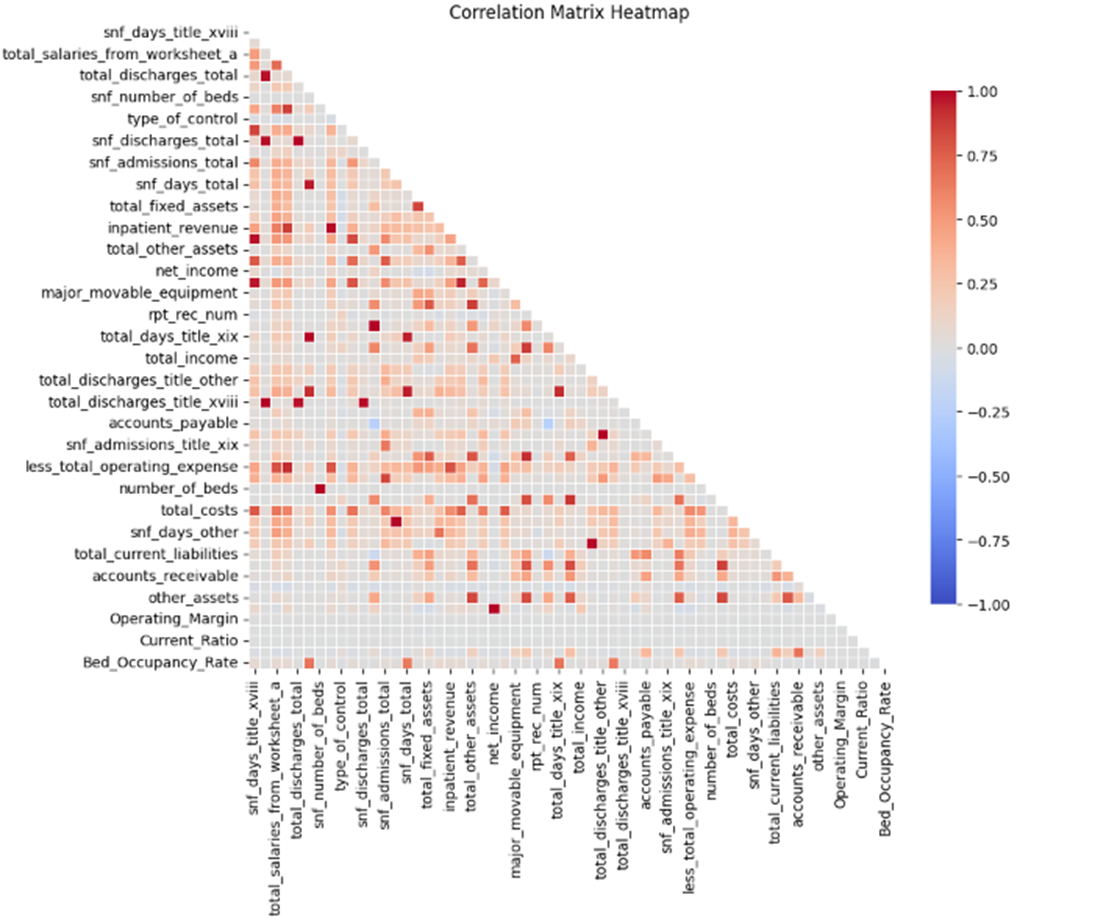 Correlation Matrix Heatmap
snf_days_title_xviii
total_salaries_from_worksheet_a
total_discharges_total
snf_number_of_beds
type_of_control
snf_discharges_total
snf_admissions_total
snf_days_total
total_fixed_assets
inpatient_revenue
total_other_assets
net_income
major_movable_equipment
rpt_rec_num
total_days_title_xix
total_income
total_discharges_title_other
total_discharges_title_xviii
accounts_payable
snf_admissions_title_xix
less_total_operating_expense
number_of_beds
total_costs
snf_days_other
total_current_liabilities
accounts_receivable
other_assets
Operating_Margin
Current_Ratio
Bed_Occupancy_Rate
snf_days_title_xviii
total_salaries_from_worksheet_a
total_discharges_total
snf_number_of_beds
type_of_control
snf_discharges_total
snf_admissions_total
snf_days_total
total_fixed_assets
inpatient_revenue
total_other_assets
net_income
major_movable_equipment
rpt_rec_num
total_days_title_xix
total_income
total_discharges_title_other
total_discharges_title_xviii
accounts_payable
snf_admissions_title_xix
less_total_operating_expense
number_of_beds
total_costs
snf_days_other
total_current_liabilities
accounts_receivable
other_assets
Operating_Margin
Current_Ratio
Bed_Occupancy_Rate
1.00
0.75
0.50
0.25
0.00
−0.25
−0.50
−0.75
−1.00